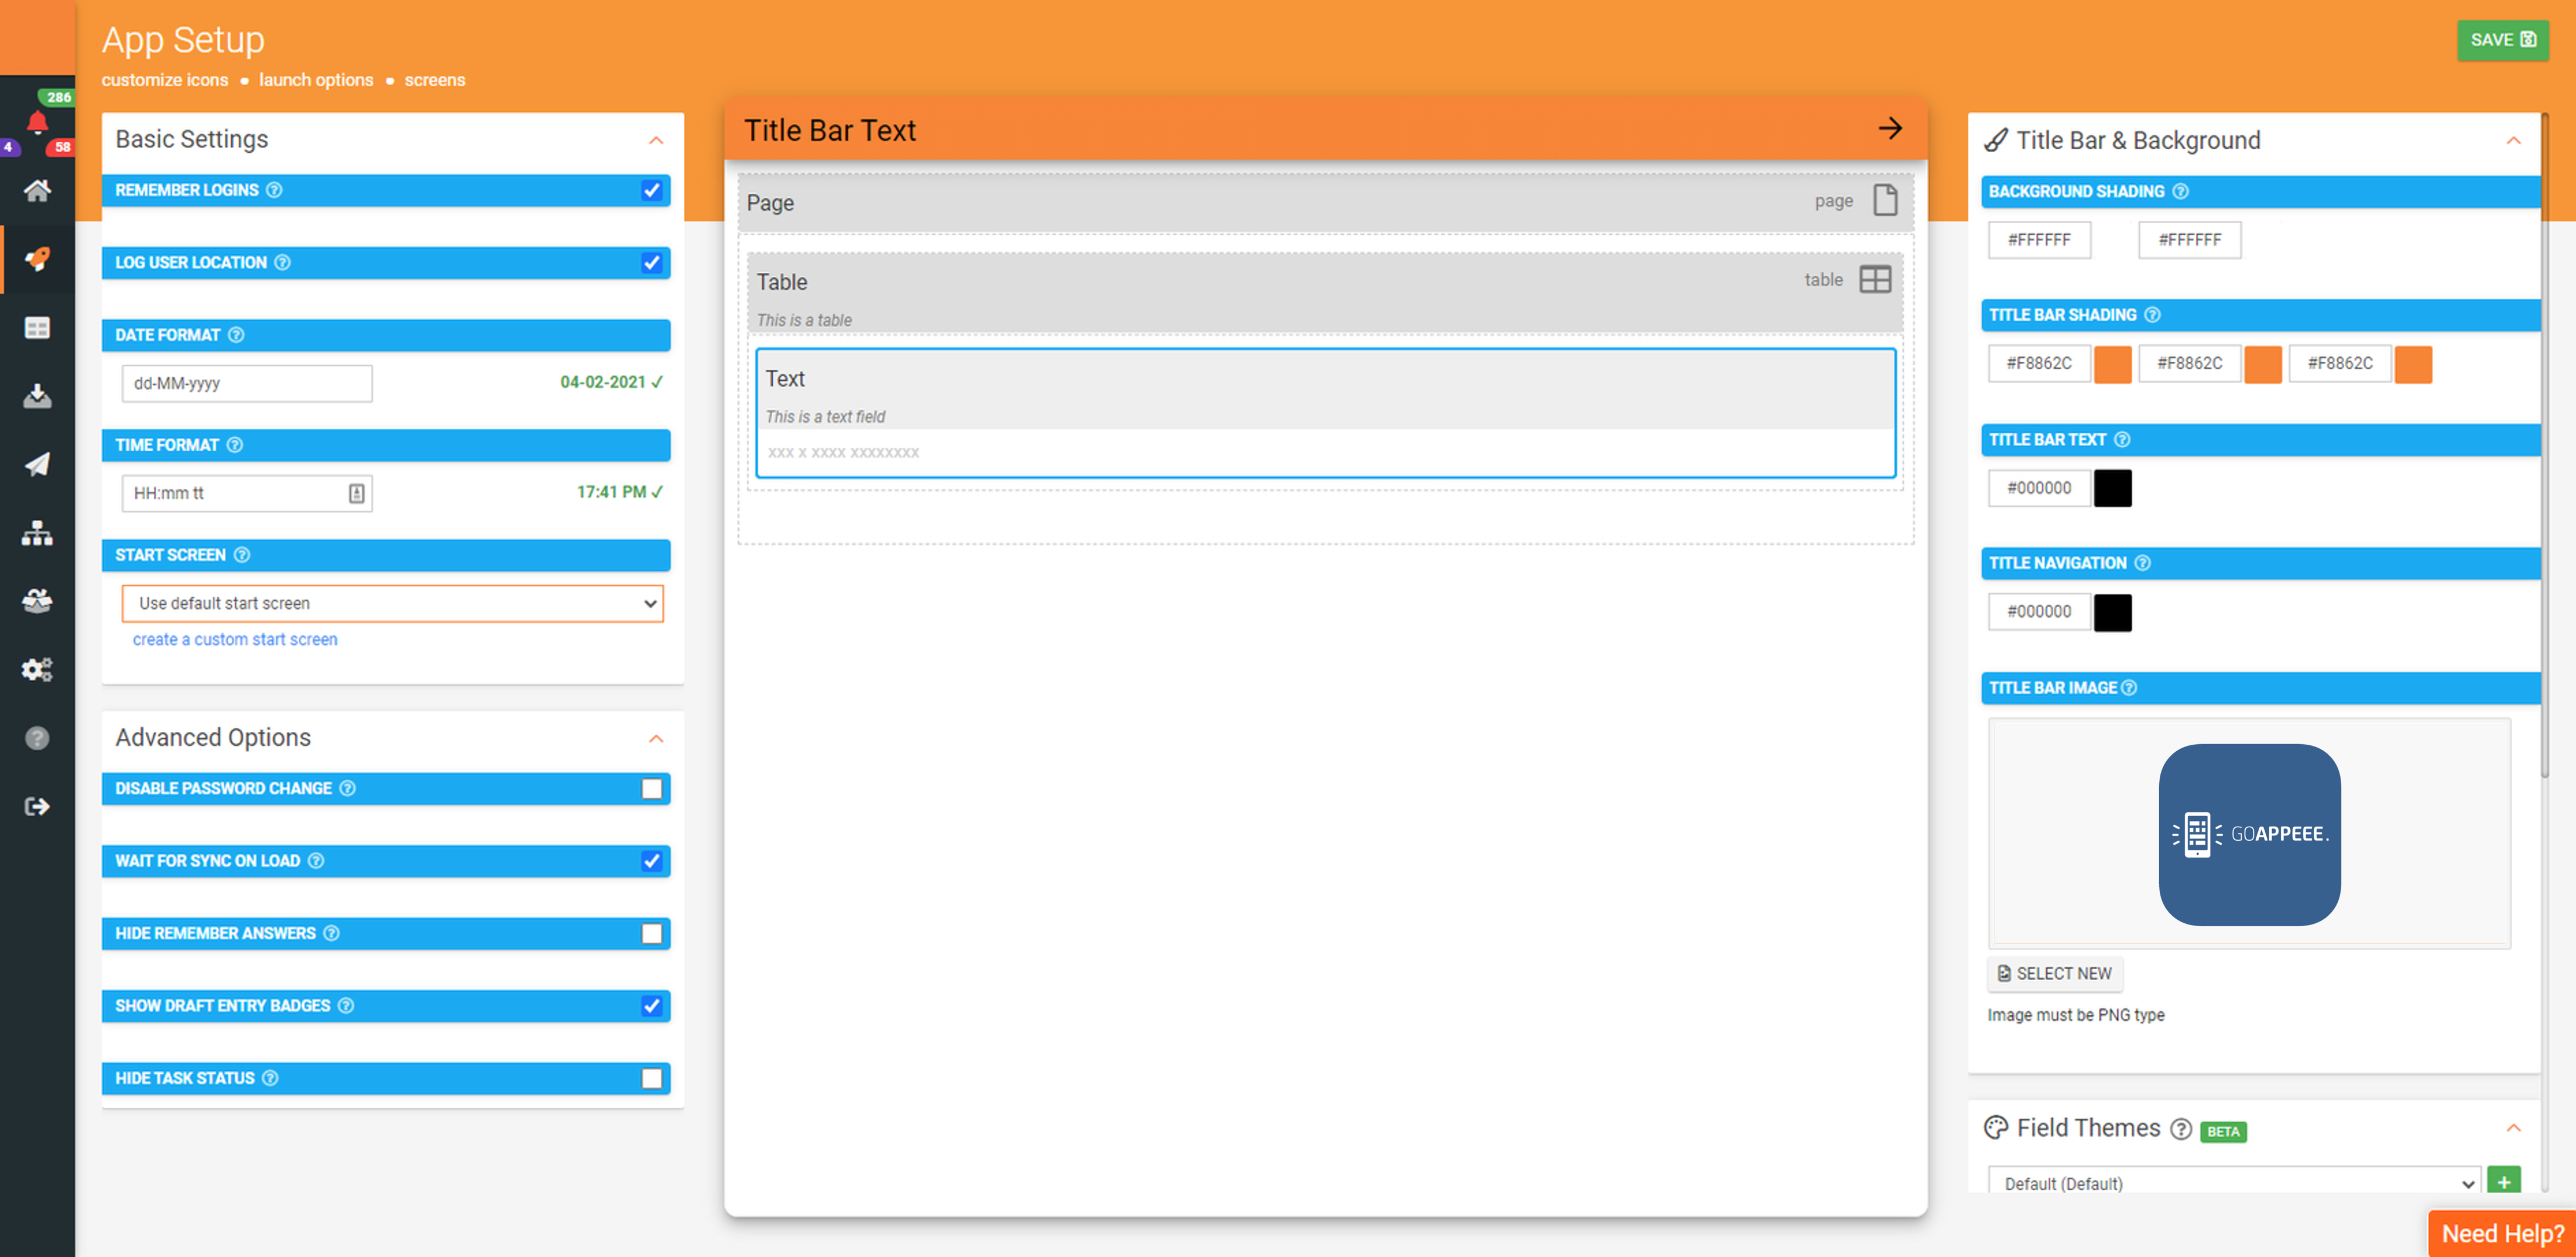 App Setup
customize icons • launch options • screens
SAVE
286
4
58
Basic Settings
REMEMBER LOGINS
LOG USER LOCATION
DATE FORMAT
dd-MM-yyyy
04-02-2021 ✓
TIME FORMAT
HH:mm tt
17:41 PM ✓
START SCREEN
Use default start screen
create a custom start screen
Advanced Options
DISABLE PASSWORD CHANGE
WAIT FOR SYNC ON LOAD
HIDE REMEMBER ANSWERS
SHOW DRAFT ENTRY BADGES
HIDE TASK STATUS
Title Bar Text
Page
page
Table
table
This is a table
Text
This is a text field
xxx x xxxx xxxxxxxx
Title Bar & Background
BACKGROUND SHADING
#FFFFFF #FFFFFF
TITLE BAR SHADING
#F8862C #F8862C #F8862C
TITLE BAR TEXT
#000000
TITLE NAVIGATION
#000000
TITLE BAR IMAGE
GOAPPEEE.
SELECT NEW
Image must be PNG type
Field Themes BETA
Default (Default)
+
Need Help?